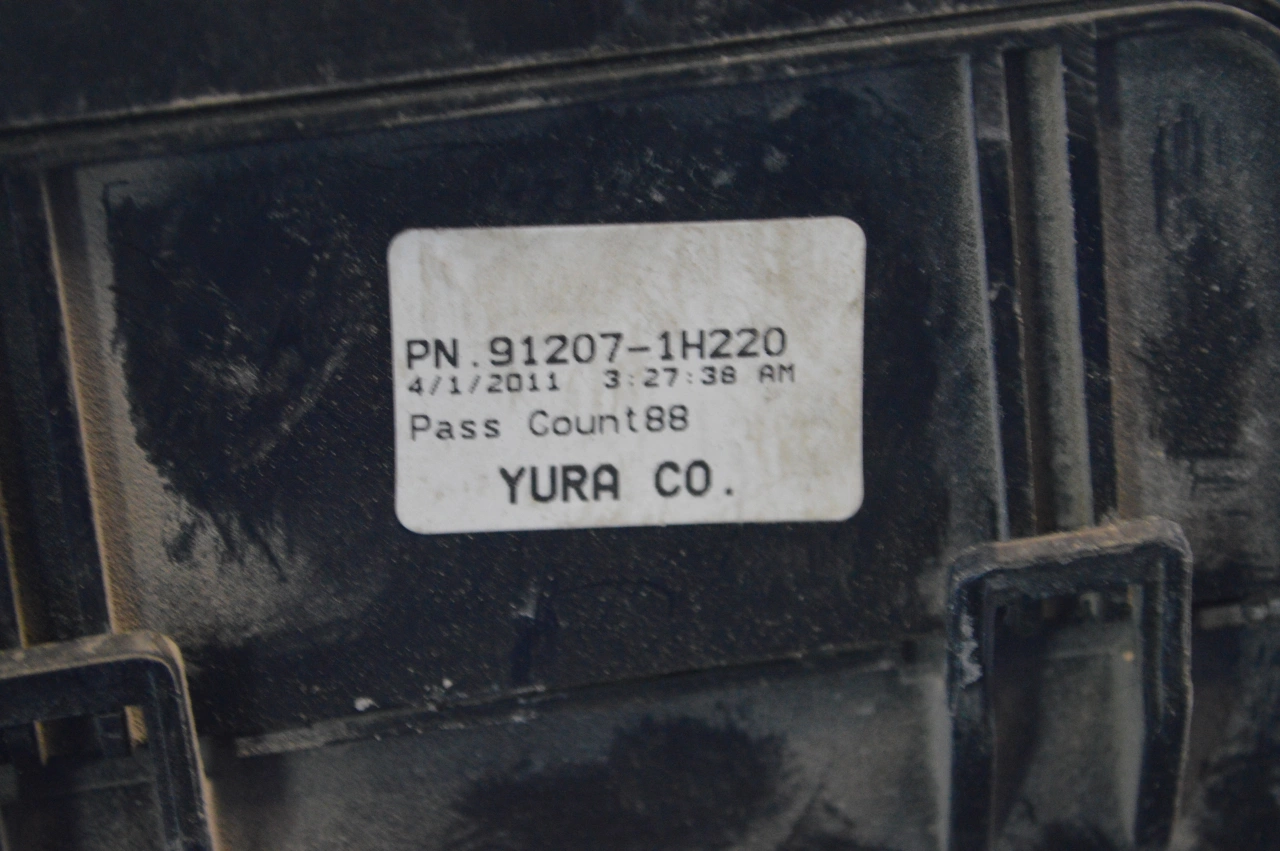 PN.91207-1H220
4/1/2011 3:27:38 AM
Pass Count88
YURA CO.